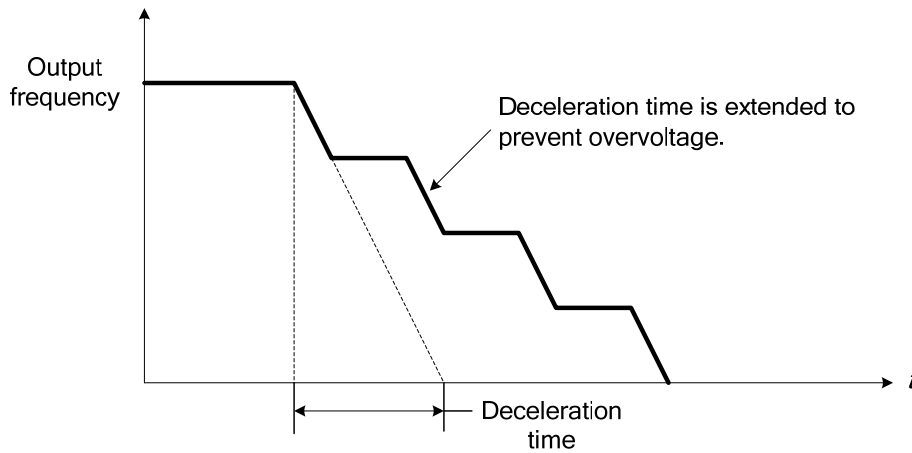 Output
frequency
Deceleration time is extended to
prevent overvoltage.
t
Deceleration
time